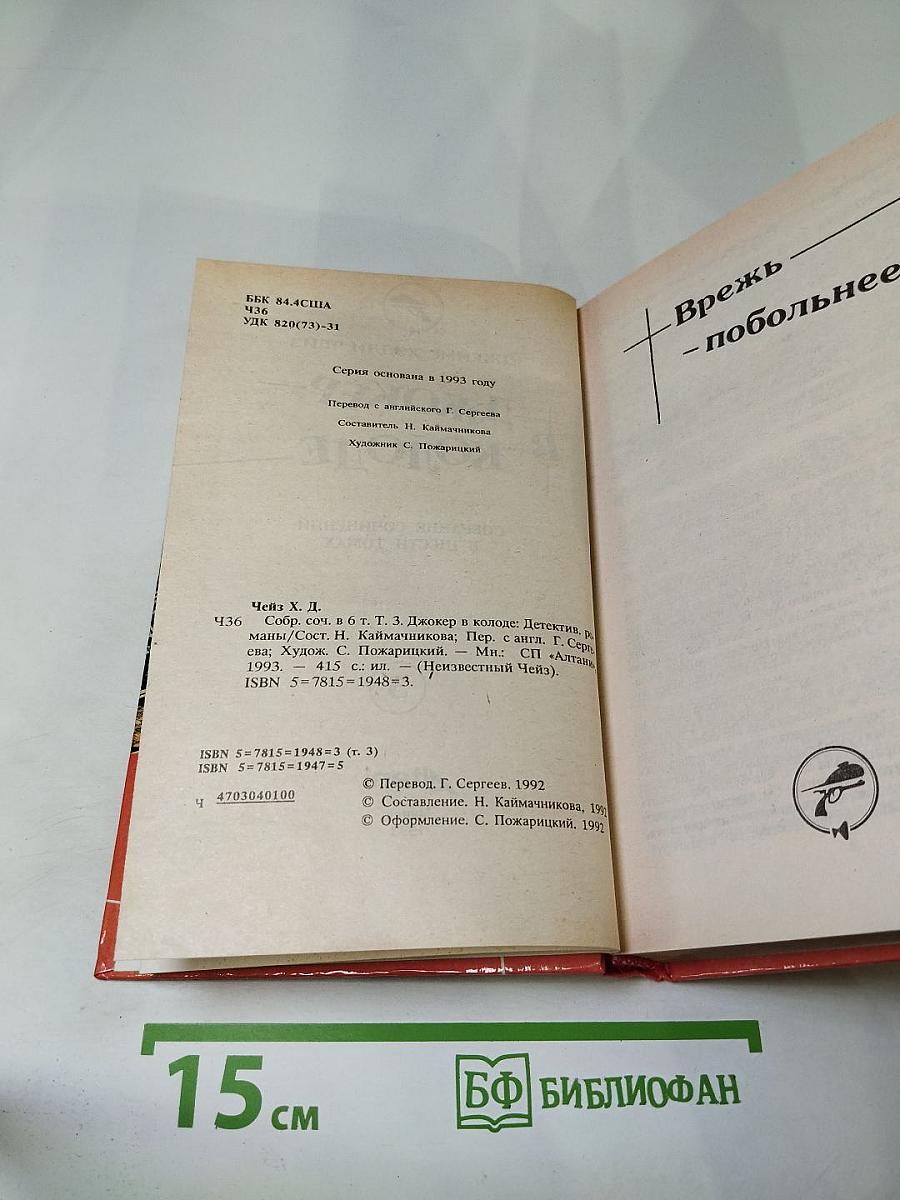 ББК 84.4США
Ч36
УДК 820(73)-31
Серия основана в 1993 году
Перевод с английского Г. Сергеева
Составитель Н. Каймачникова
Художник С. Пожарицкий
Чейз Х. Д.
Ч36 Собр. соч. в 6 т. Т. 3. Джокер в колоде: Детектив. ро-
маны/Сост. Н. Каймачникова; Пер. с англ. Г. Серге-
ева; Худож. С. Пожарицкий. — Мн.: СП «Алтани»
1993. — 415 с.: ил. — (Неизвестный Чейз).
ISBN 5=7815=1948=3.
ISBN 5=7815=1948=3 (т. 3)
ISBN 5=7815=1947=5
Ч 4703040100
© Перевод. Г. Сергеев. 1992
© Составление. Н. Каймачникова, 1992
© Оформление. С. Пожарицкий. 1992
Врежь
– побольнее
15 см
БФ БИБЛИОФАН